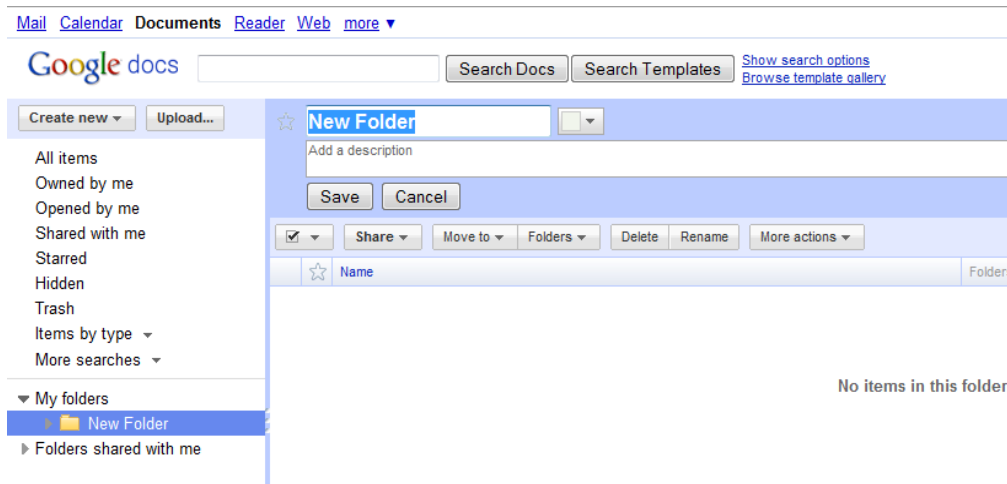 Mail Calendar Documents Reader Web more ▼
Google docs
Search Docs
Search Templates
Show search options
Browse template gallery
Create new
Upload...
All items
Owned by me
Opened by me
Shared with me
Starred
Hidden
Trash
Items by type
More searches
My folders
New Folder
Folders shared with me
New Folder
Add a description
Save
Cancel
Share
Move to
Folders
Delete
Rename
More actions
Name
Folder
No items in this folder